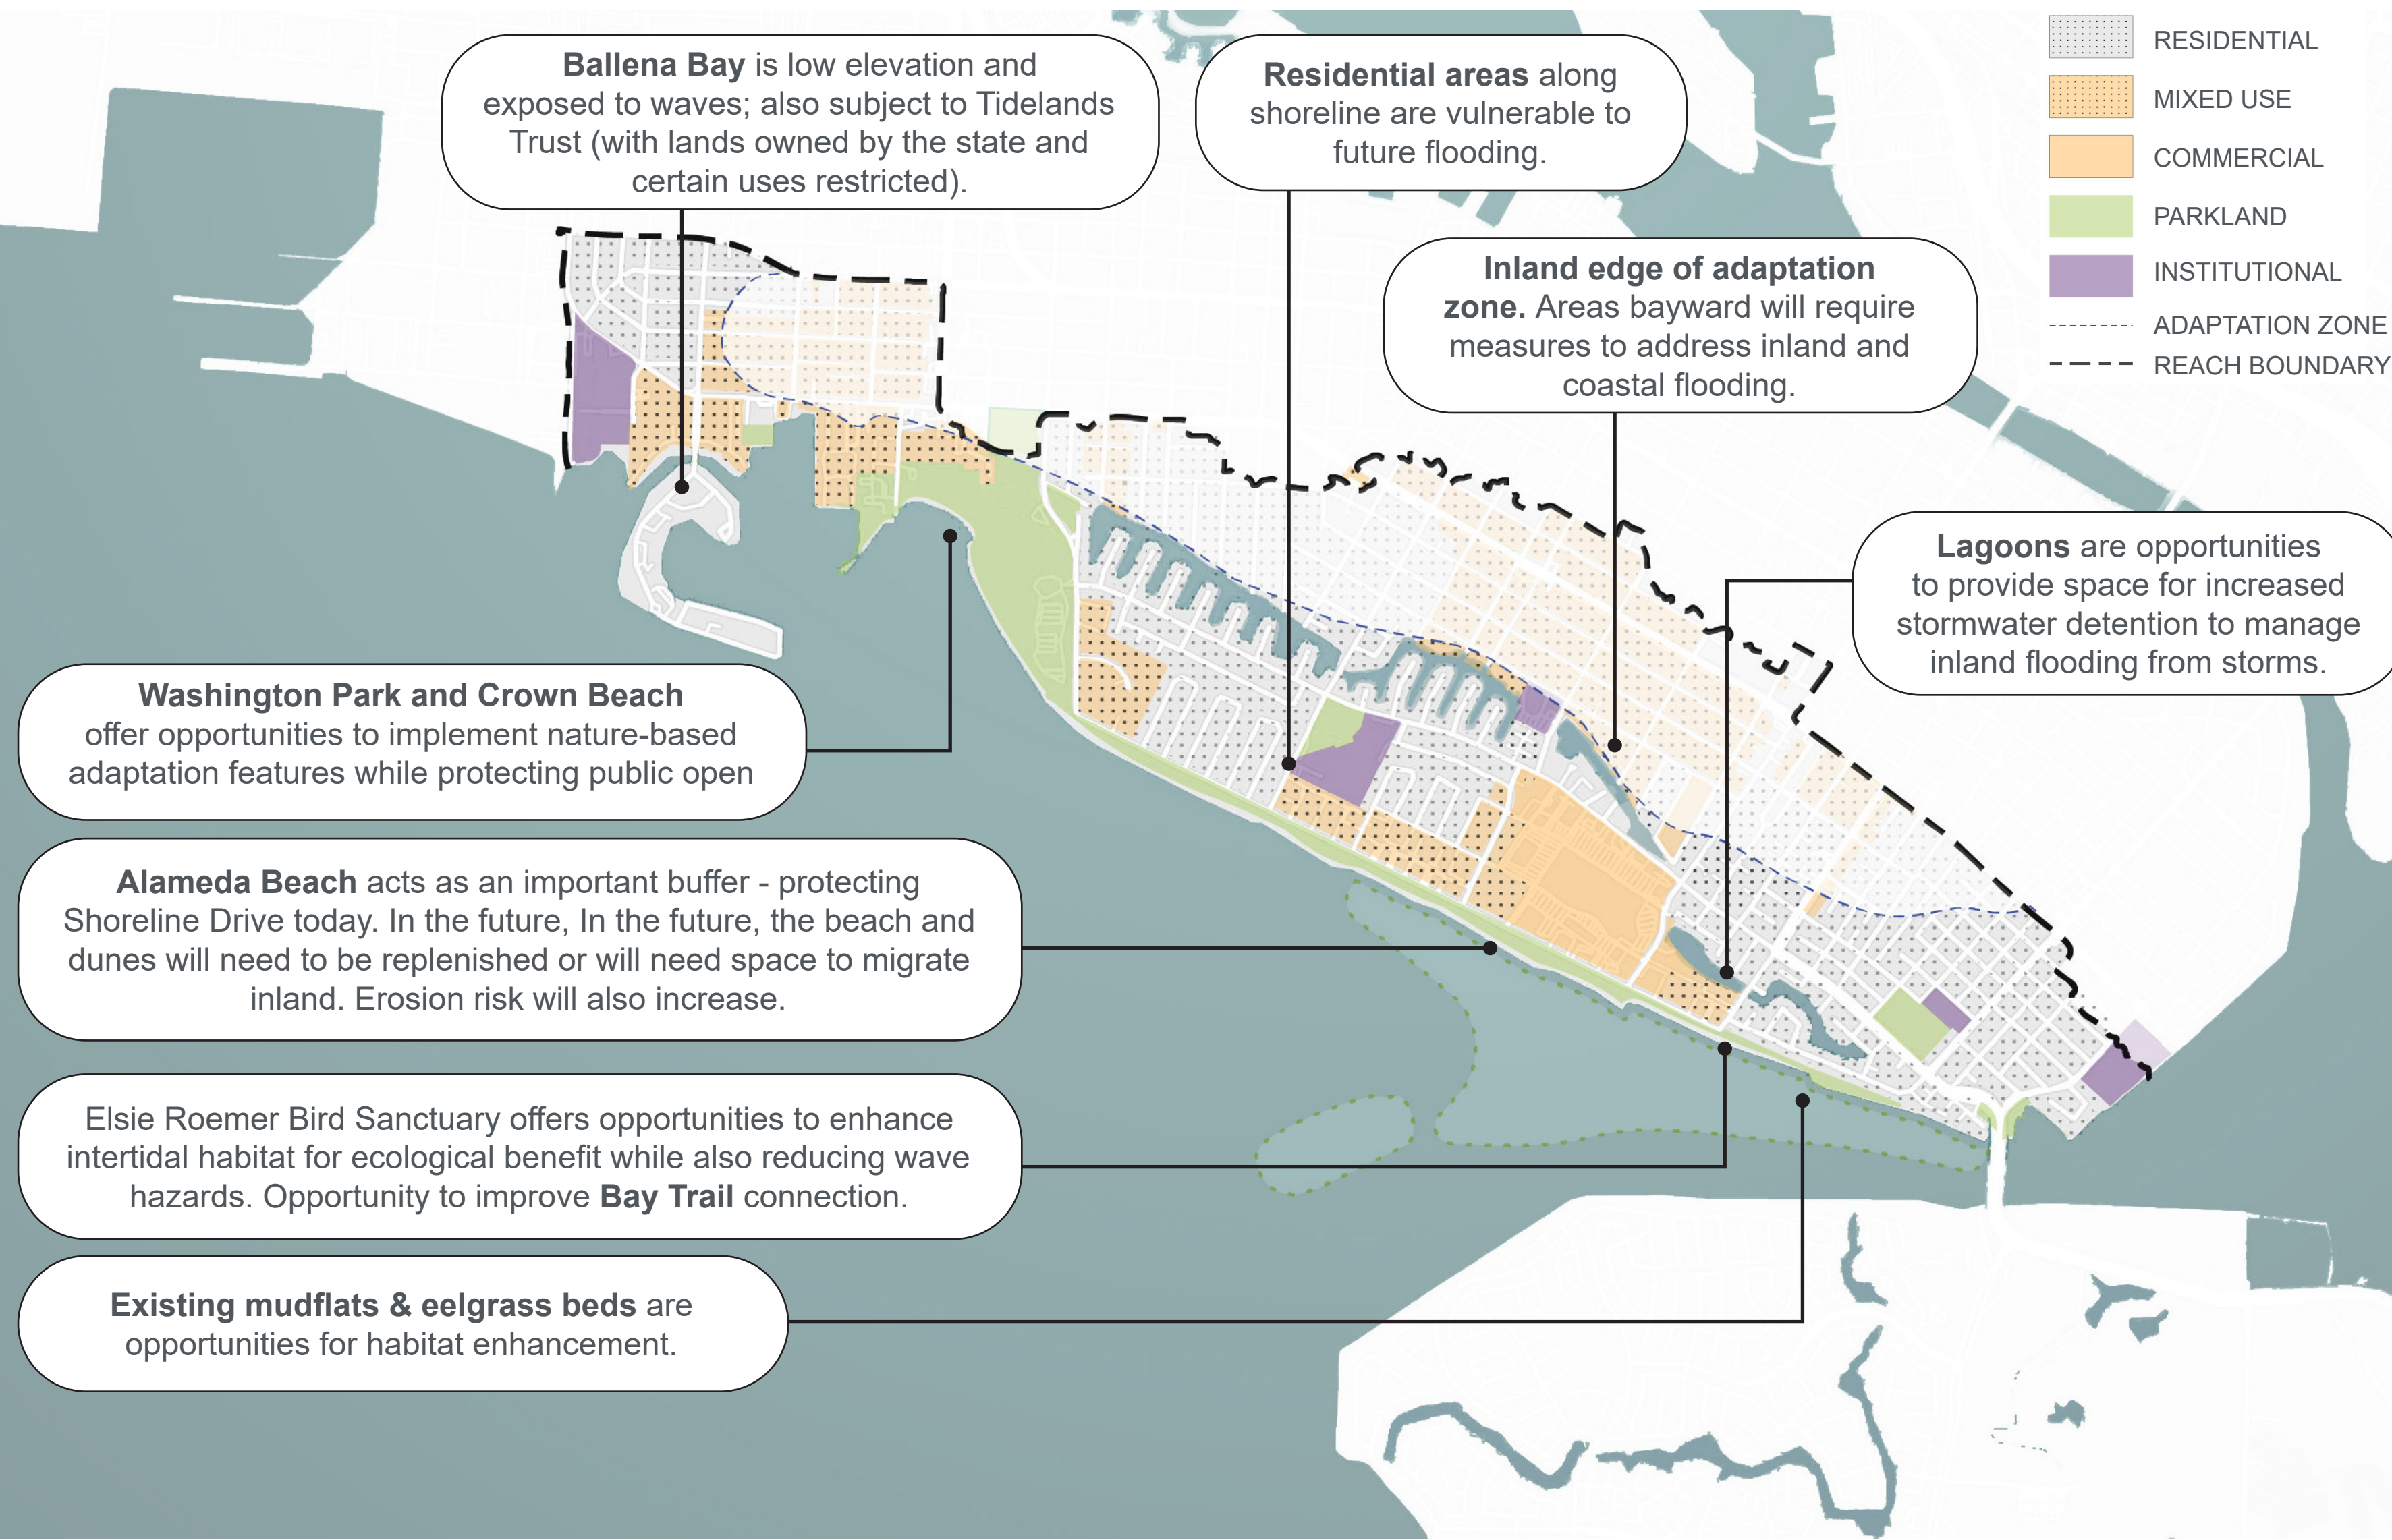 Ballena Bay is low elevation and
exposed to waves; also subject to Tidelands
Trust (with lands owned by the state and
certain uses restricted).
Residential areas along
shoreline are vulnerable to
future flooding.
RESIDENTIAL
MIXED USE
COMMERCIAL
PARKLAND
INSTITUTIONAL
ADAPTATION ZONE
REACH BOUNDARY
Inland edge of adaptation
zone. Areas bayward will require
measures to address inland and
coastal flooding.
Lagoons are opportunities
to provide space for increased
stormwater detention to manage
inland flooding from storms.
Washington Park and Crown Beach
offer opportunities to implement nature-based
adaptation features while protecting public open
Alameda Beach acts as an important buffer - protecting
Shoreline Drive today. In the future, In the future, the beach and
dunes will need to be replenished or will need space to migrate
inland. Erosion risk will also increase.
Elsie Roemer Bird Sanctuary offers opportunities to enhance
intertidal habitat for ecological benefit while also reducing wave
hazards. Opportunity to improve Bay Trail connection.
Existing mudflats & eelgrass beds are
opportunities for habitat enhancement.